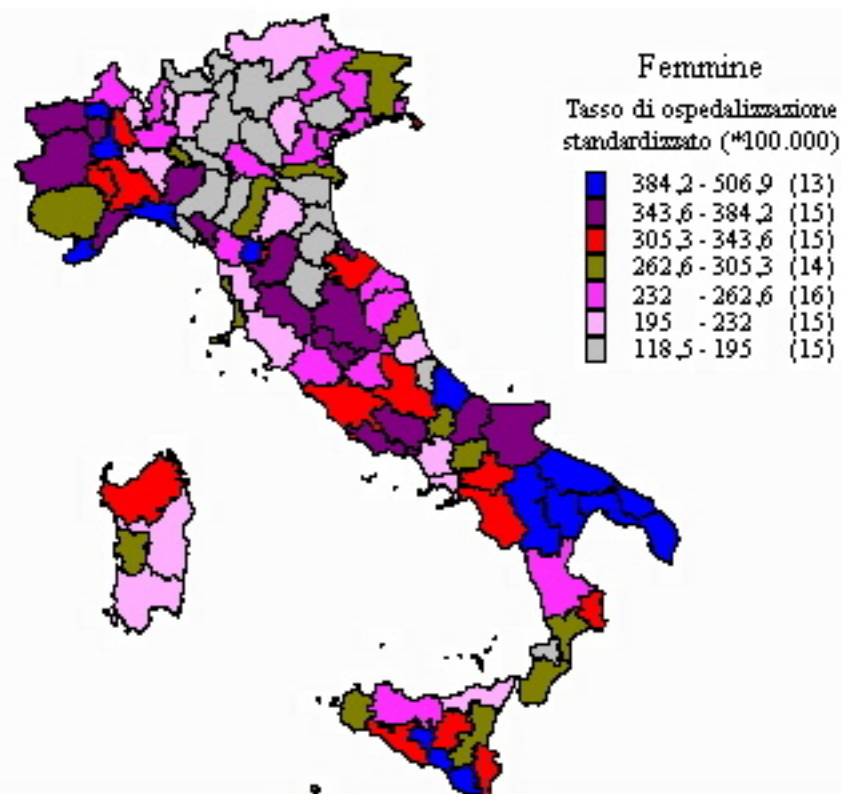 Femmine
Tasso di ospedalizzazione
standardizzato (*100.000)
384,2 - 506,9 (13)
343,6 - 384,2 (15)
305,3 - 343,6 (15)
262,6 - 305,3 (14)
232 - 262,6 (16)
195 - 232 (15)
118,5 - 195 (15)